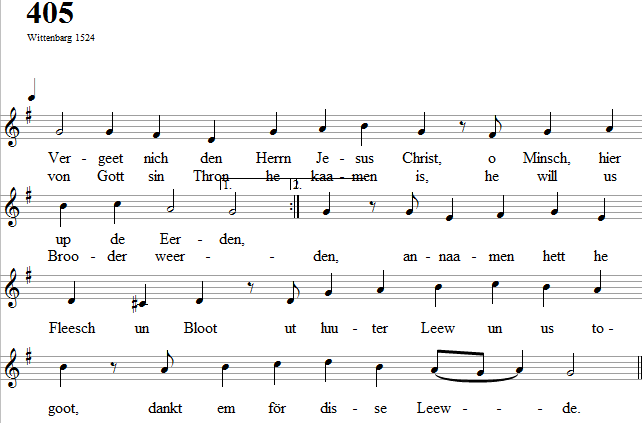 405
Wittenbarg 1524
Ver - geet nich den Herrn Je - sus Christ, o Minsch, hier
von Gott sin Thron he kaa - men is, he will us
1. 2.
up de Eer - den,
Broo - der weer - - den, an - naa - men hett he
Fleesch un Bloot ut luu - ter Leew un us to -
goot, dankt em för dis - se Leew - - - de.